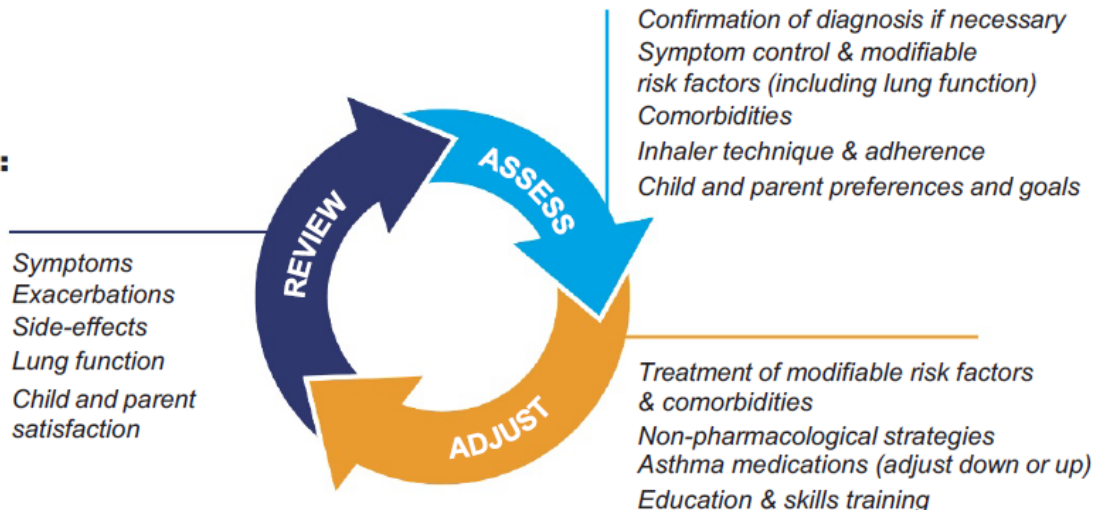 Confirmation of diagnosis if necessary
Symptom control & modifiable
risk factors (including lung function)
Comorbidities
Inhaler technique & adherence
Child and parent preferences and goals
:
ASSESS
REVIEW
Symptoms
Exacerbations
Side-effects
Lung function
Child and parent
satisfaction
ADJUST
Treatment of modifiable risk factors
& comorbidities
Non-pharmacological strategies
Asthma medications (adjust down or up)
Education & skills training